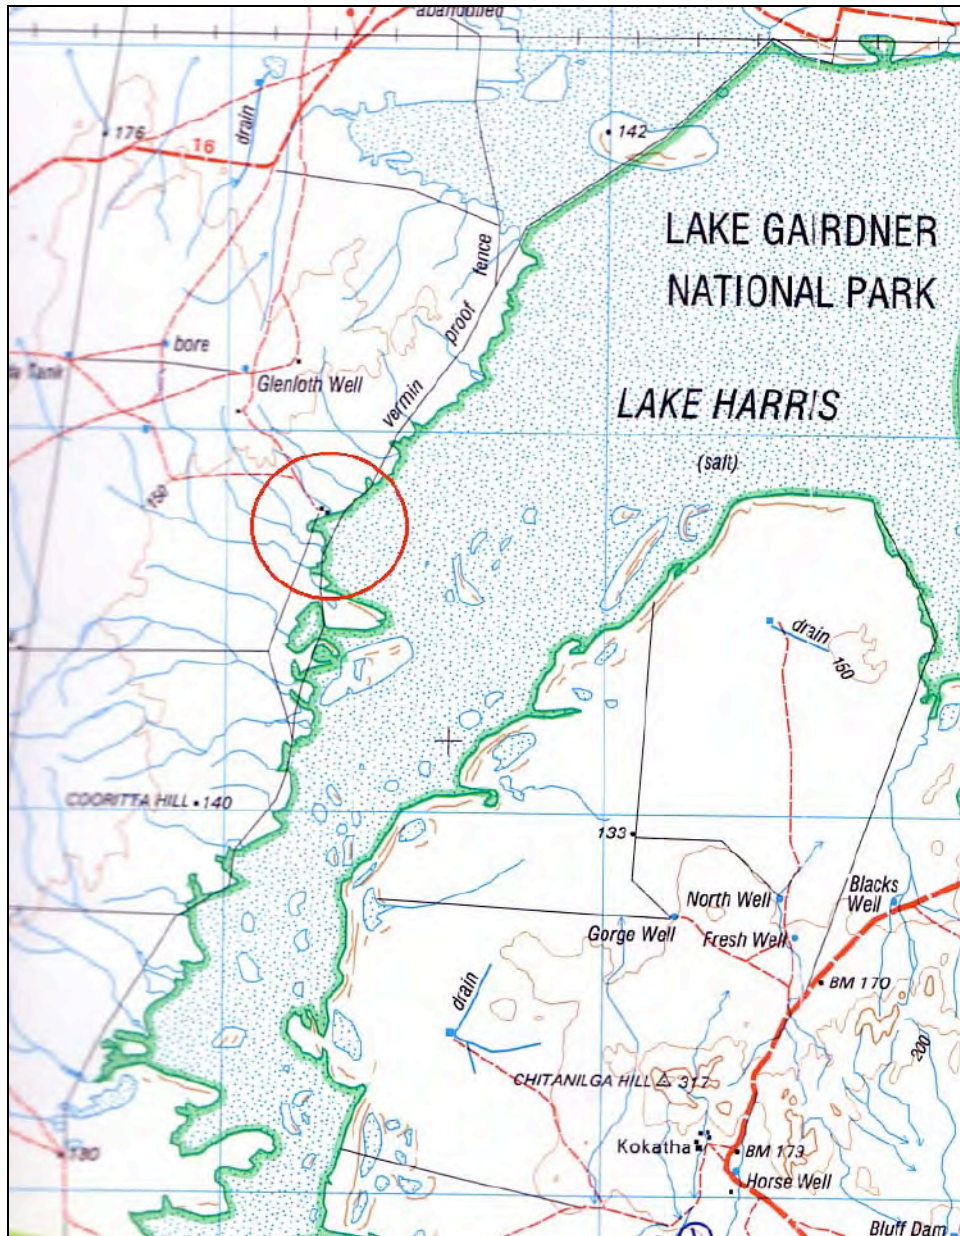 abandoned
176
drain
16
142
LAKE GAIRDNER
NATIONAL PARK
fence
proof
vermin
bore
Tank
Glenloth Well
LAKE HARRIS
(salt)
150
drain
150
COORITTA HILL 140
133
North Well
Blacks
Well
Gorge Well
Fresh Well
BM 170
drain
200
CHITANILGA HILL 317
Kokatha
BM 173
130
Horse Well
Bluff Dam